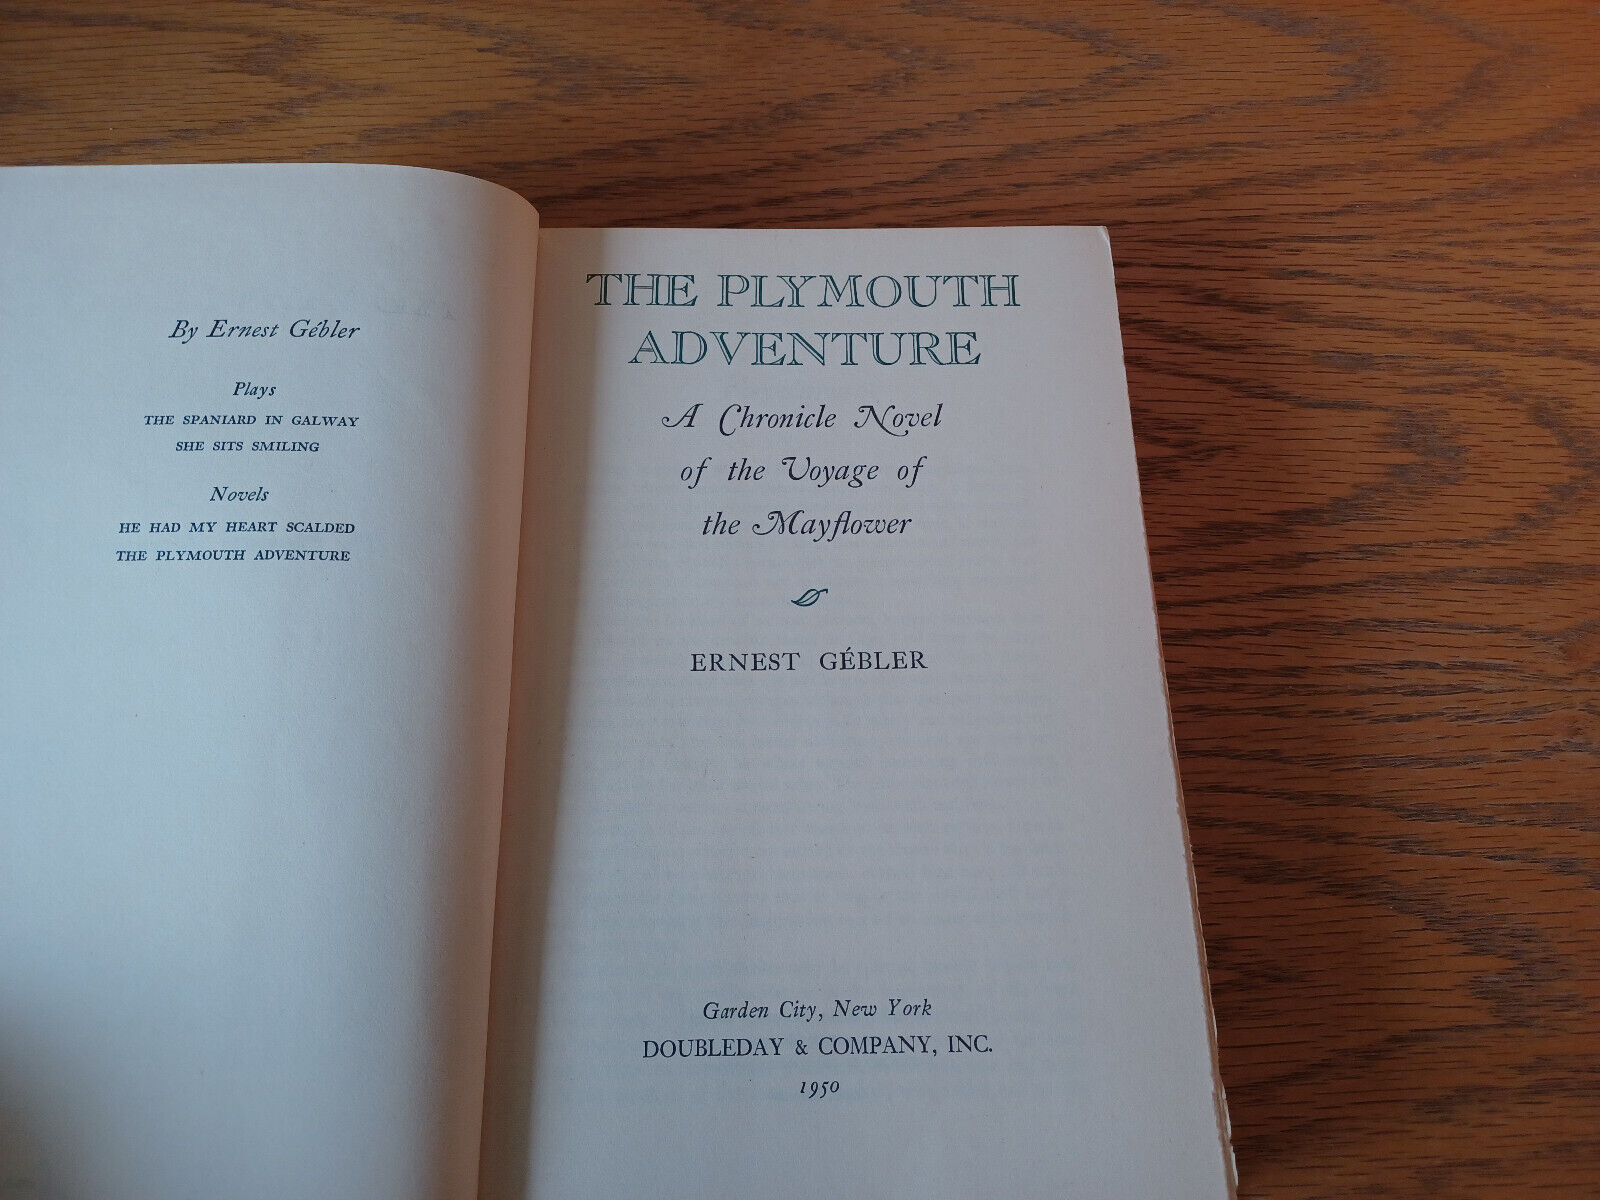 By Ernest Gébler
Plays
THE SPANIARD IN GALWAY
SHE SITS SMILING
Novels
HE HAD MY HEART SCALDED
THE PLYMOUTH ADVENTURE
THE PLYMOUTH
ADVENTURE
A Chronicle Novel
of the Voyage of
the Mayflower
ERNEST GÉBLER
Garden City, New York
DOUBLEDAY & COMPANY, INC.
1950